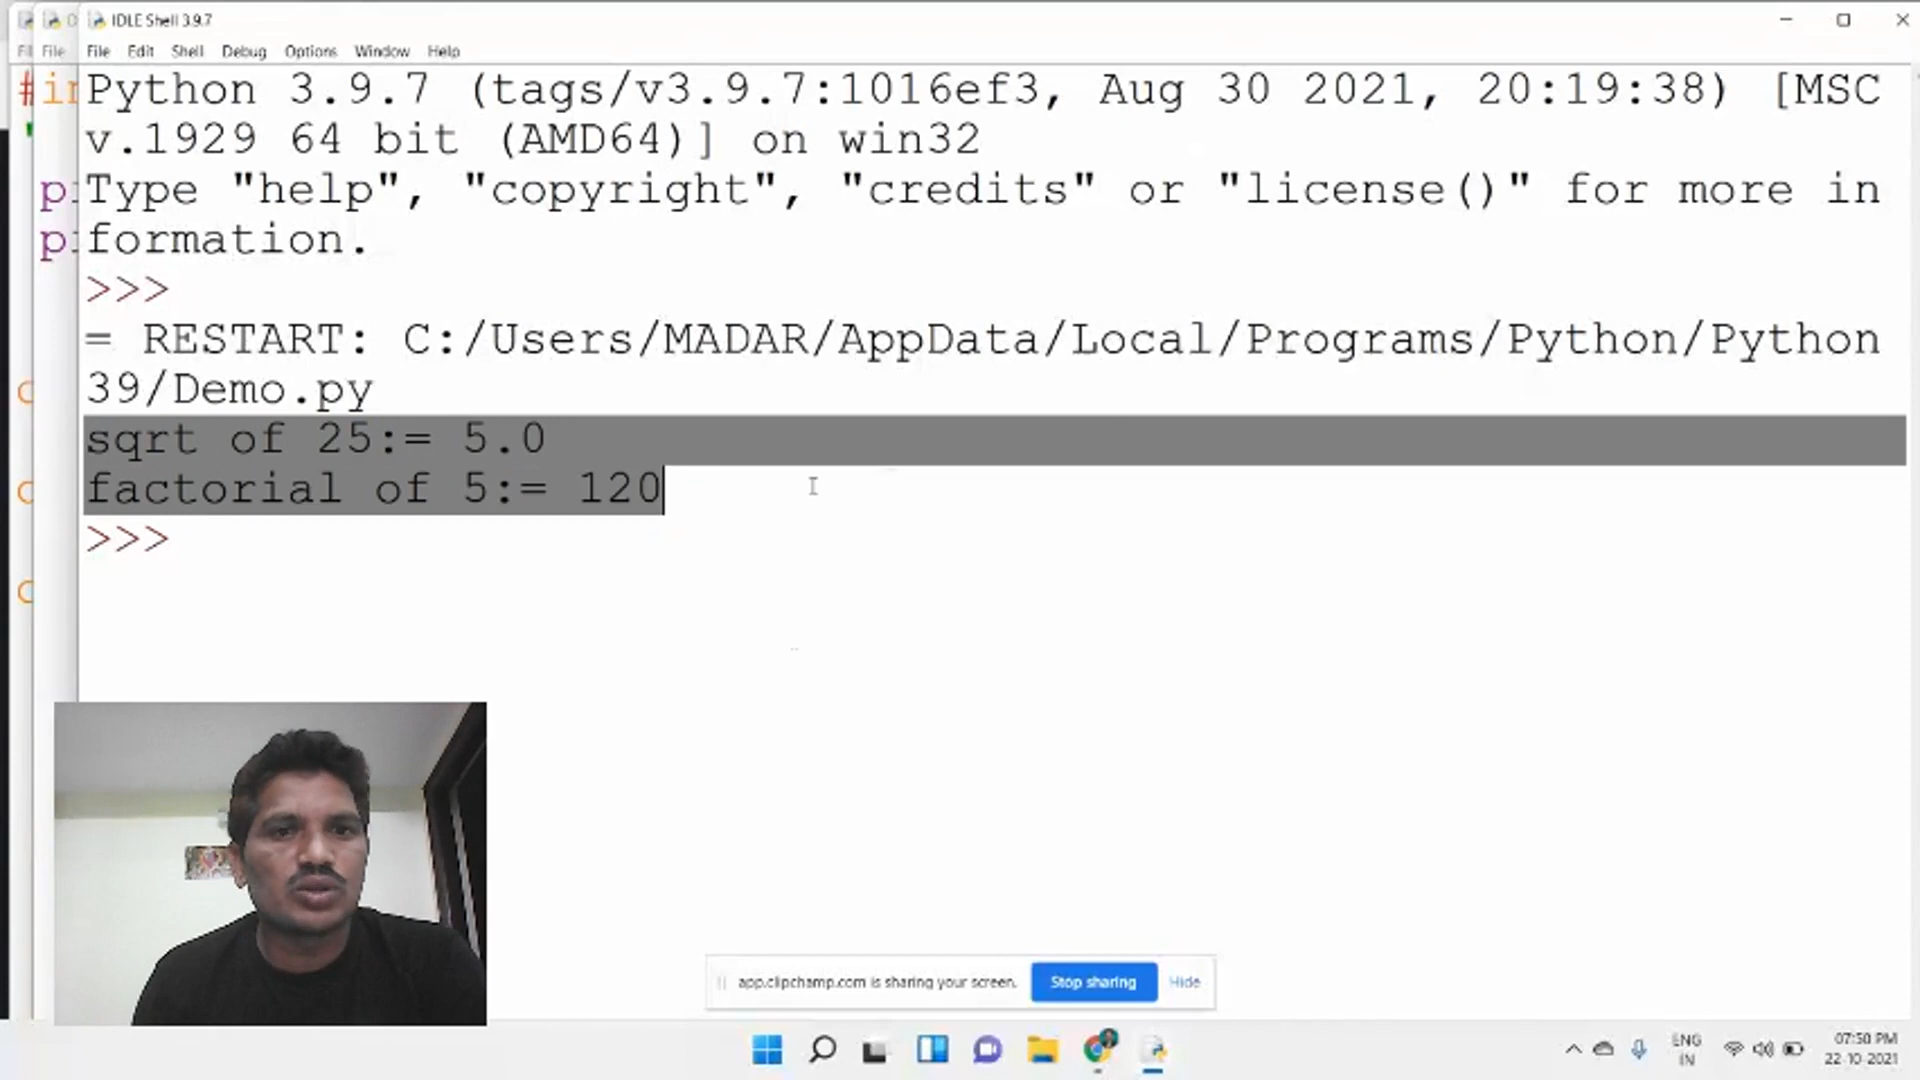 IDLE Shell 3.9.7
File Edit Shell Debug Options Window Help
Python 3.9.7 (tags/v3.9.7:1016ef3, Aug 30 2021, 20:19:38) [MSC
v.1929 64 bit (AMD64)] on win32
Type "help", "copyright", "credits" or "license()" for more in
formation.
>>>
= RESTART: C:/Users/MADAR/AppData/Local/Programs/Python/Python
39/Demo.py
sqrt of 25:= 5.0
factorial of 5:= 120
>>>
app.clipchamp.com is sharing your screen. Stop sharing Hide
ENG
IN
07:50 PM
22-10-2021